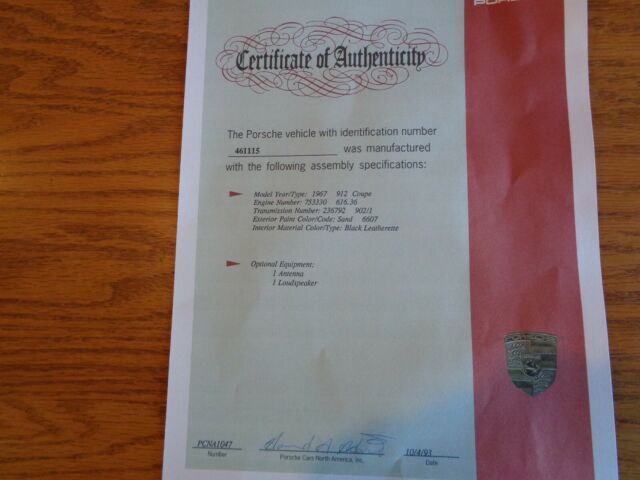 Certificate of Authenticity
The Porsche vehicle with identification number
461115 was manufactured
with the following assembly specifications:
Model Year/Type: 1967 912 Coupe
Engine Number: 753330 616.36
Transmission Number: 236792 902/1
Exterior Paint Color/Code: Sand 6607
Interior Material Color/Type: Black Leatherette
Optional Equipment:
1 Antenna
1 Loudspeaker
PCNA1047 10/4/93
Number Porsche Cars North America, Inc. Date